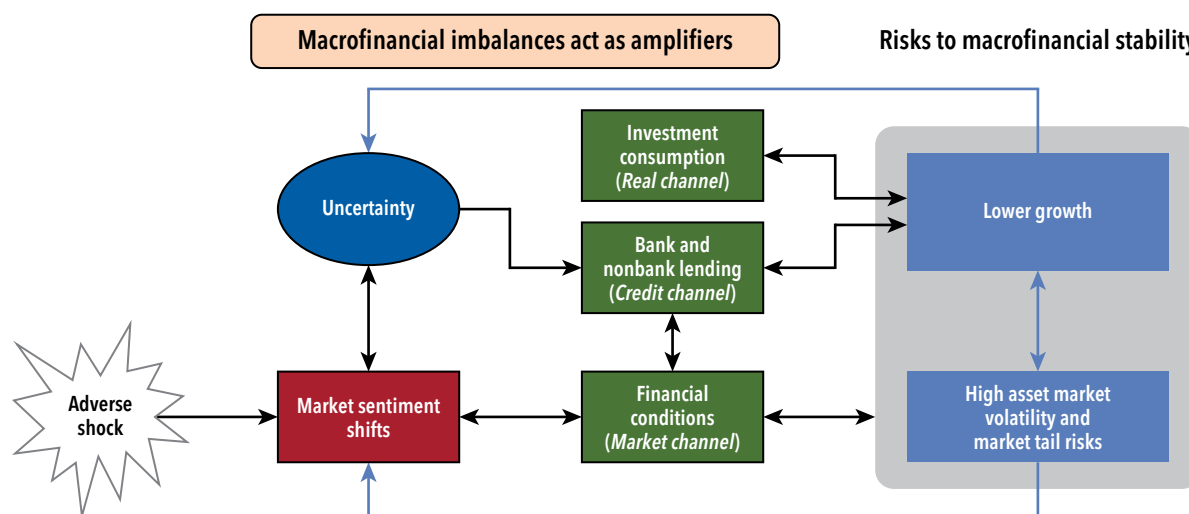 Macrofinancial imbalances act as amplifiers
Risks to macrofinancial stability
Investment
consumption
(Real channel)
Uncertainty
Lower growth
Bank and
nonbank lending
(Credit channel)
Adverse
shock
Market sentiment
shifts
Financial
conditions
(Market channel)
High asset market
volatility and
market tail risks